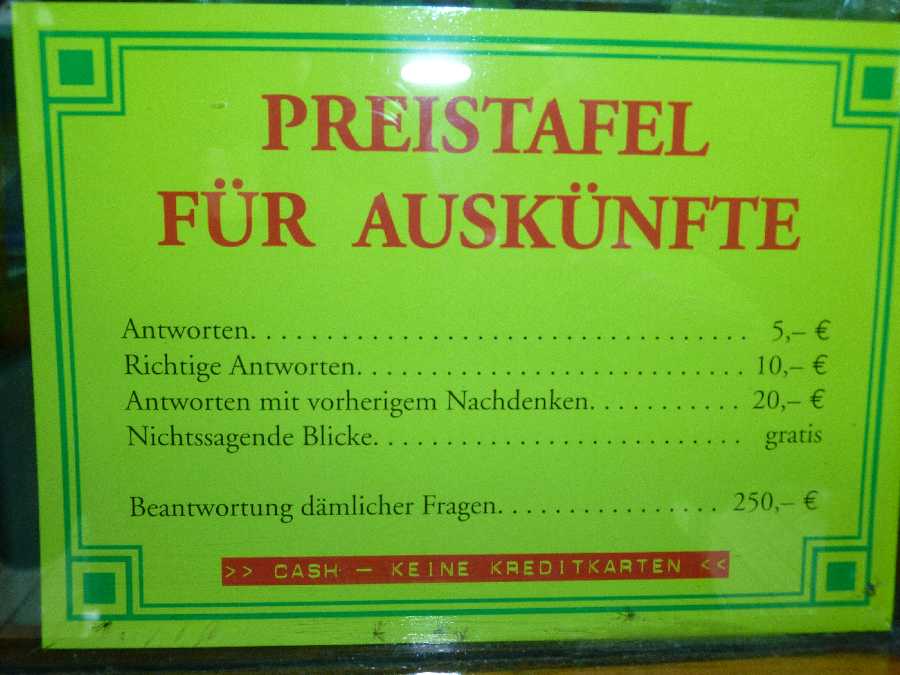 PREISTAFEL
FÜR AUSKÜNFTE
Antworten. . . . . . . . . . . . . . . . . . . . . . . . . . . . . . . . . . . 5,– €
Richtige Antworten. . . . . . . . . . . . . . . . . . . . . . . . . . . 10,– €
Antworten mit vorherigem Nachdenken. . . . . . . . . . . 20,– €
Nichtssagende Blicke. . . . . . . . . . . . . . . . . . . . . . . . . . gratis
Beantwortung dämlicher Fragen. . . . . . . . . . . . . . . . 250,– €
>> CASH – KEINE KREDITKARTEN <<